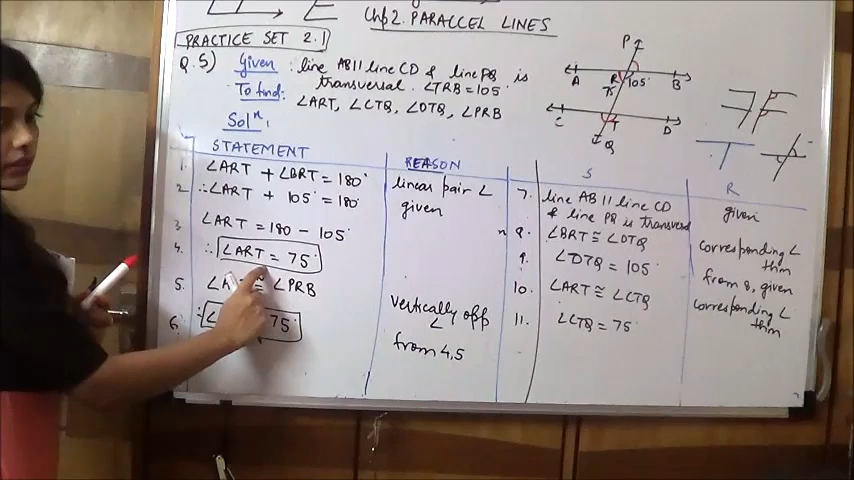 Chp2. PARALLEL LINES
PRACTICE SET 2.1
Q.5) Given : line AB || line CD & line PQ is
transversal. ∠TRB = 105°
To find: ∠ART, ∠CTQ, ∠DTQ, ∠PRB
Solⁿ.
P
A R 105° B
75°
C T D
Q
STATEMENT
1. ∠ART + ∠BRT = 180°
2. ∴ ∠ART + 105° = 180°
3 ∠ART = 180 - 105°
4. ∴ ∠ART = 75°
5. ≅ ∠PRB
6. ∴ 75°
REASON
linear pair ∠
given
vertically opp
∠
from 4,5
S
7. line AB || line CD
& line PQ is transversal
8. ∠BRT ≅ ∠DTQ
9. ∠DTQ = 105°
10. ∠ART ≅ ∠CTQ
11. ∠CTQ = 75°
R
given
corresponding ∠
thm
from 8, given
corresponding ∠
thm